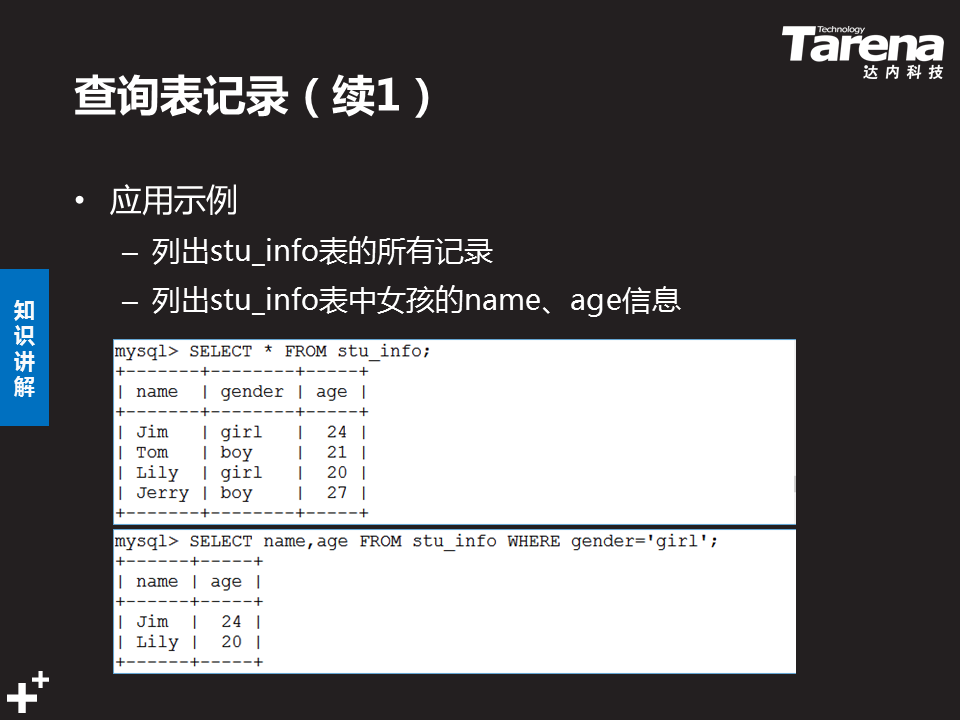 Technology
Tarena
达内科技
查询表记录（续1）
• 应用示例
– 列出stu_info表的所有记录
– 列出stu_info表中女孩的name、age信息
知识讲解
mysql> SELECT * FROM stu_info;
+-------+--------+-----+
| name  | gender | age |
+-------+--------+-----+
| Jim   | girl   |  24 |
| Tom   | boy    |  21 |
| Lily  | girl   |  20 |
| Jerry | boy    |  27 |
+-------+--------+-----+
mysql> SELECT name,age FROM stu_info WHERE gender='girl';
+------+-----+
| name | age |
+------+-----+
| Jim  |  24 |
| Lily |  20 |
+------+-----+